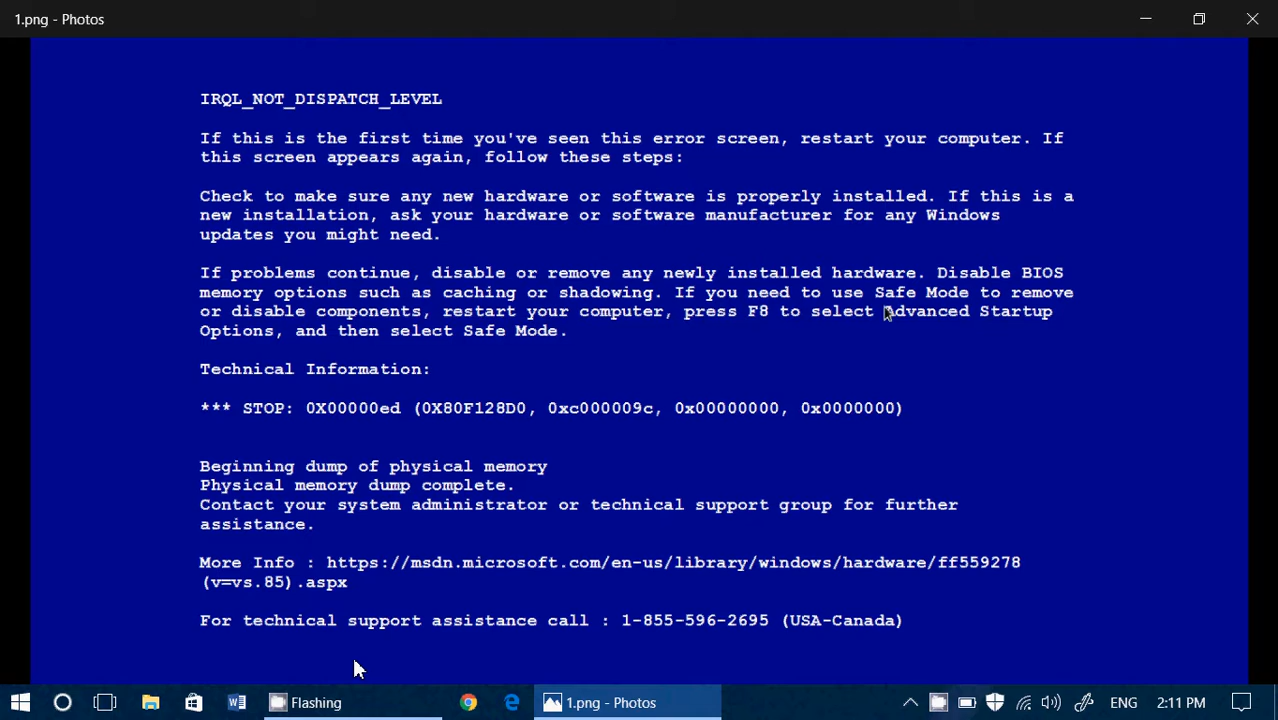 1.png - Photos
IRQL_NOT_DISPATCH_LEVEL
If this is the first time you've seen this error screen, restart your computer. If
this screen appears again, follow these steps:
Check to make sure any new hardware or software is properly installed. If this is a
new installation, ask your hardware or software manufacturer for any Windows
updates you might need.
If problems continue, disable or remove any newly installed hardware. Disable BIOS
memory options such as caching or shadowing. If you need to use Safe Mode to remove
or disable components, restart your computer, press F8 to select Advanced Startup
Options, and then select Safe Mode.
Technical Information:
*** STOP: 0X00000ed (0X80F128D0, 0xc000009c, 0x00000000, 0x0000000)
Beginning dump of physical memory
Physical memory dump complete.
Contact your system administrator or technical support group for further
assistance.
More Info : https://msdn.microsoft.com/en-us/library/windows/hardware/ff559278
(v=vs.85).aspx
For technical support assistance call : 1-855-596-2695 (USA-Canada)
Flashing
1.png - Photos
ENG
2:11 PM